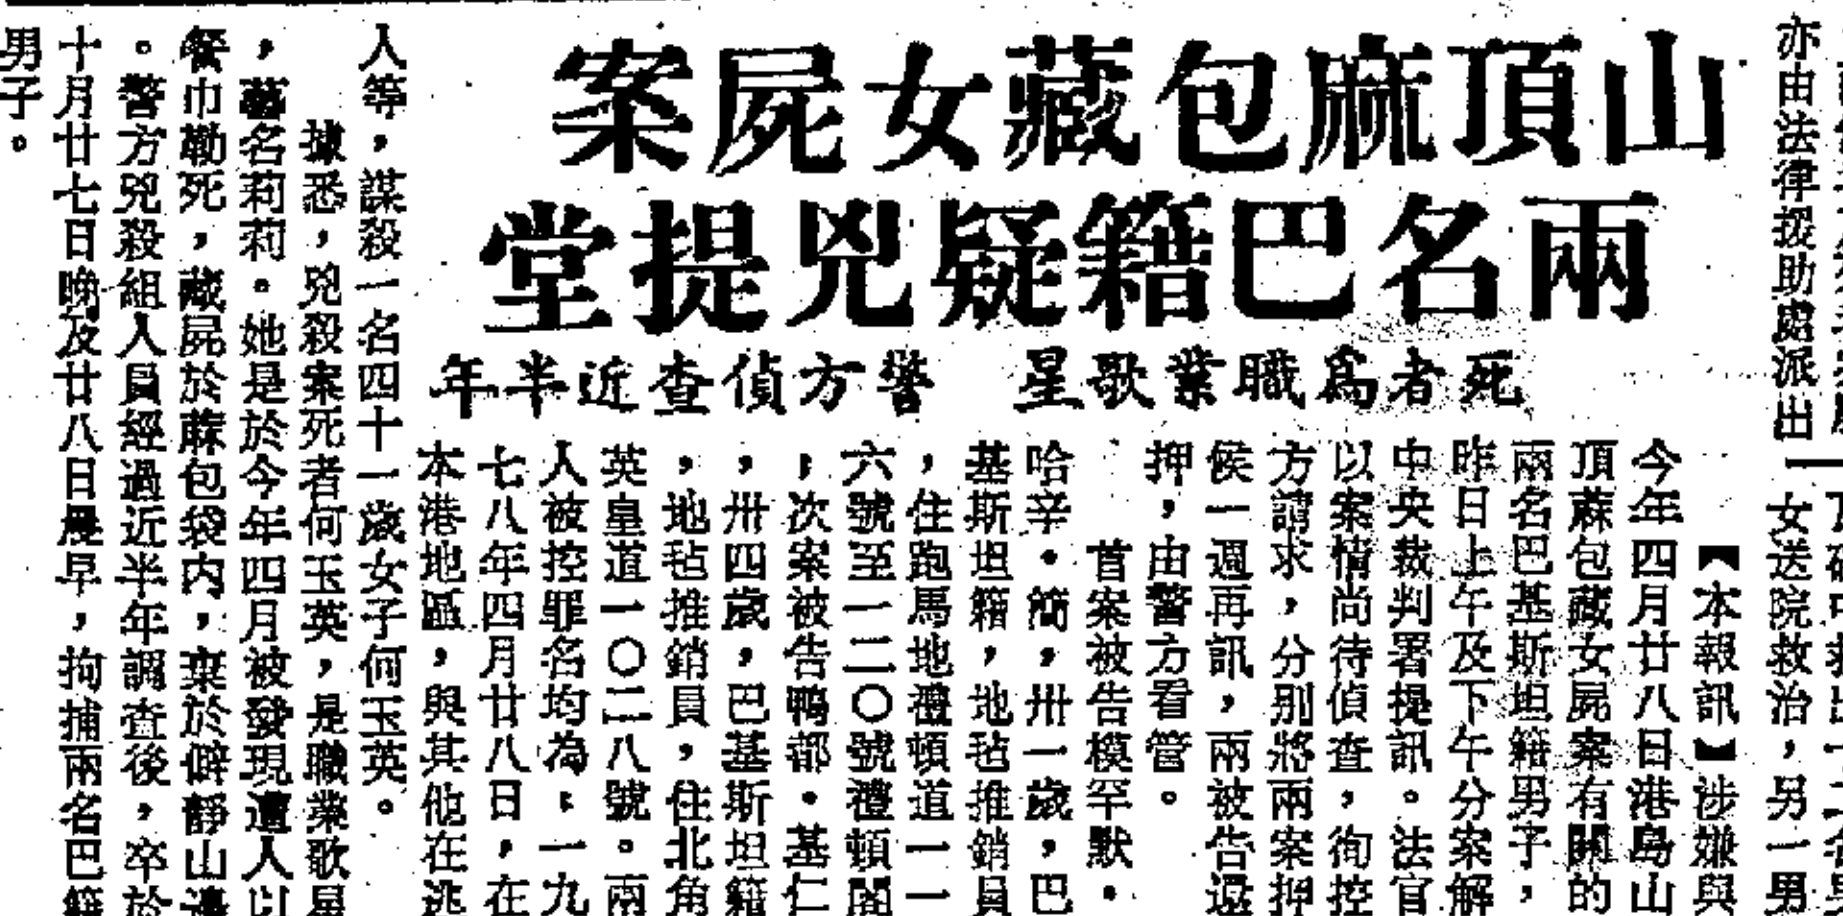 山頂麻包藏女屍案
兩名巴籍疑兇提堂
死者爲職業歌星　警方偵查近半年
【本報訊】涉嫌與
今年四月廿八日港島山
頂蔴包藏女屍案有關的
兩名巴基斯坦籍男子，
昨日上午及下午分案解
中央裁判署提訊。法官
以案情尚待偵查，徇控
方請求，分別將兩案押
候一週再訊，兩被告還
押，由警方看管。
首案被告模罕默．
哈辛．簡，卅一歲，巴
基斯坦籍，地毡推銷員
，住跑馬地禮頓道一一
六號至一二〇號禮頓閣
；次案被告鴨都．基仁
，卅四歲，巴基斯坦籍
，地毡推銷員，住北角
英皇道一〇二八號。兩
人被控罪名均為：一九
七八年四月廿八日，在
本港地區，與其他在逃
人等，謀殺一名四十一歲女子何玉英。
據悉，兇殺案死者何玉英，是職業歌星
，藝名莉莉。她是於今年四月被發現遭人以
餐巾勒死，藏屍於蔴包袋内，棄於僻靜山邊
。警方兇殺組人員經過近半年調查後，卒於
十月廿七日晚及廿八日晨早，拘捕兩名巴籍
男子。
亦由法律援助處派出
女送院救治，另一男